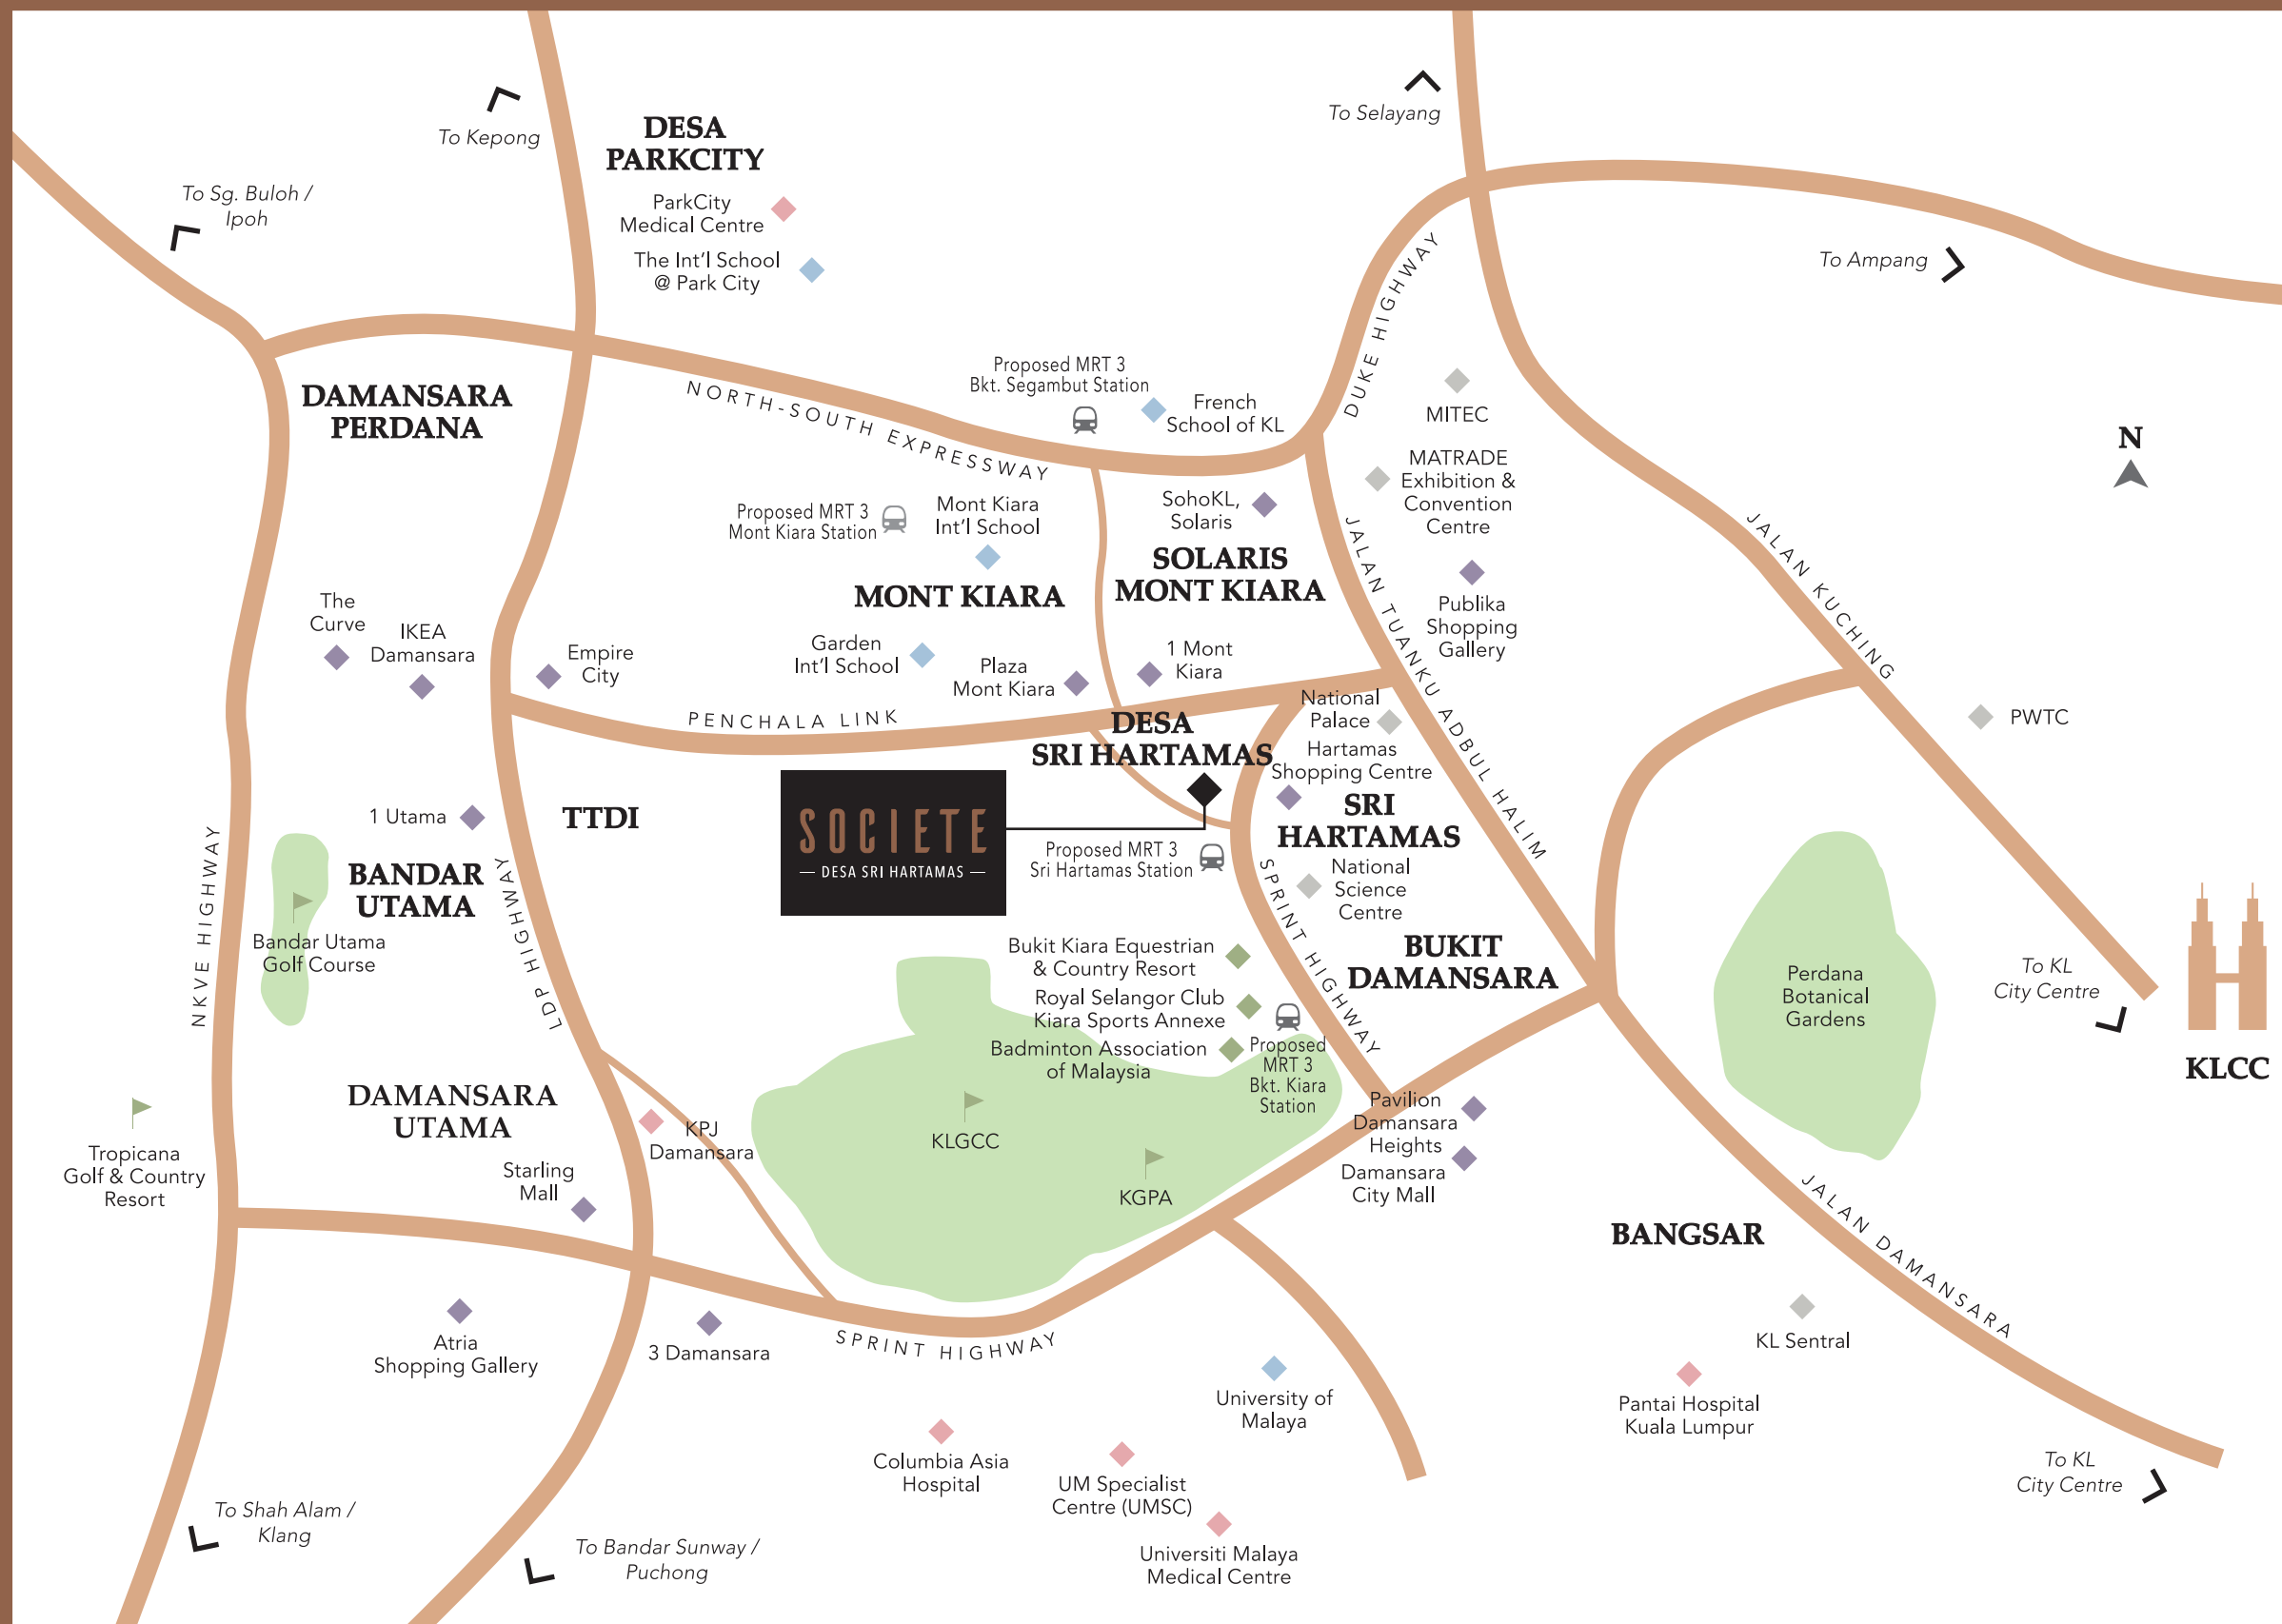 To Kepong
DESA
PARKCITY
To Selayang
To Sg. Buloh /
Ipoh
ParkCity
Medical Centre
The Int'l School
@ Park City
To Ampang
DUKE HIGHWAY
DAMANSARA
PERDANA
NORTH-SOUTH EXPRESSWAY
Proposed MRT 3
Bkt. Segambut Station
French
School of KL
MITEC
N
MATRADE
Exhibition &
Convention
Centre
Proposed MRT 3
Mont Kiara Station
Mont Kiara
Int'l School
SohoKL,
Solaris
SOLARIS
MONT KIARA
MONT KIARA
JALAN TUANKU ADBUL HALIM
JALAN KUCHING
Publika
Shopping
Gallery
The
Curve
IKEA
Damansara
Empire
City
Garden
Int'l School
Plaza
Mont Kiara
1 Mont
Kiara
PENCHALA LINK
National
Palace
PWTC
DESA
SRI HARTAMAS
Hartamas
Shopping Centre
1 Utama
TTDI
SOCIETE
DESA SRI HARTAMAS
SRI
HARTAMAS
Proposed MRT 3
Sri Hartamas Station
National
Science
Centre
NKVE HIGHWAY
BANDAR
UTAMA
LDP HIGHWAY
SPRINT HIGHWAY
Bandar Utama
Golf Course
Bukit Kiara Equestrian
& Country Resort
BUKIT
DAMANSARA
Royal Selangor Club
Kiara Sports Annexe
Perdana
Botanical
Gardens
To KL
City Centre
Badminton Association
of Malaysia
Proposed
MRT 3
Bkt. Kiara
Station
KLCC
DAMANSARA
UTAMA
KPJ
Damansara
KLGCC
Pavilion
Damansara
Heights
Tropicana
Golf & Country
Resort
Starling
Mall
KGPA
Damansara
City Mall
JALAN DAMANSARA
BANGSAR
Atria
Shopping Gallery
3 Damansara
SPRINT HIGHWAY
KL Sentral
University of
Malaya
Pantai Hospital
Kuala Lumpur
Columbia Asia
Hospital
UM Specialist
Centre (UMSC)
To KL
City Centre
To Shah Alam /
Klang
To Bandar Sunway /
Puchong
Universiti Malaya
Medical Centre